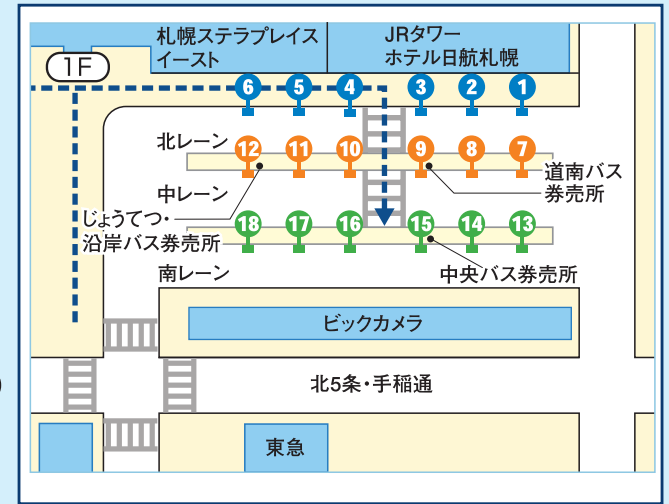 札幌ステラプレイス
イースト
JRタワー
ホテル日航札幌
1F
6 5 4 3 2 1
北レーン
12 11 10 9 8 7
道南バス
券売所
中レーン
じょうてつ・
沿岸バス券売所
18 17 16 15 14 13
中央バス券売所
南レーン
ビックカメラ
北5条・手稲通
東急